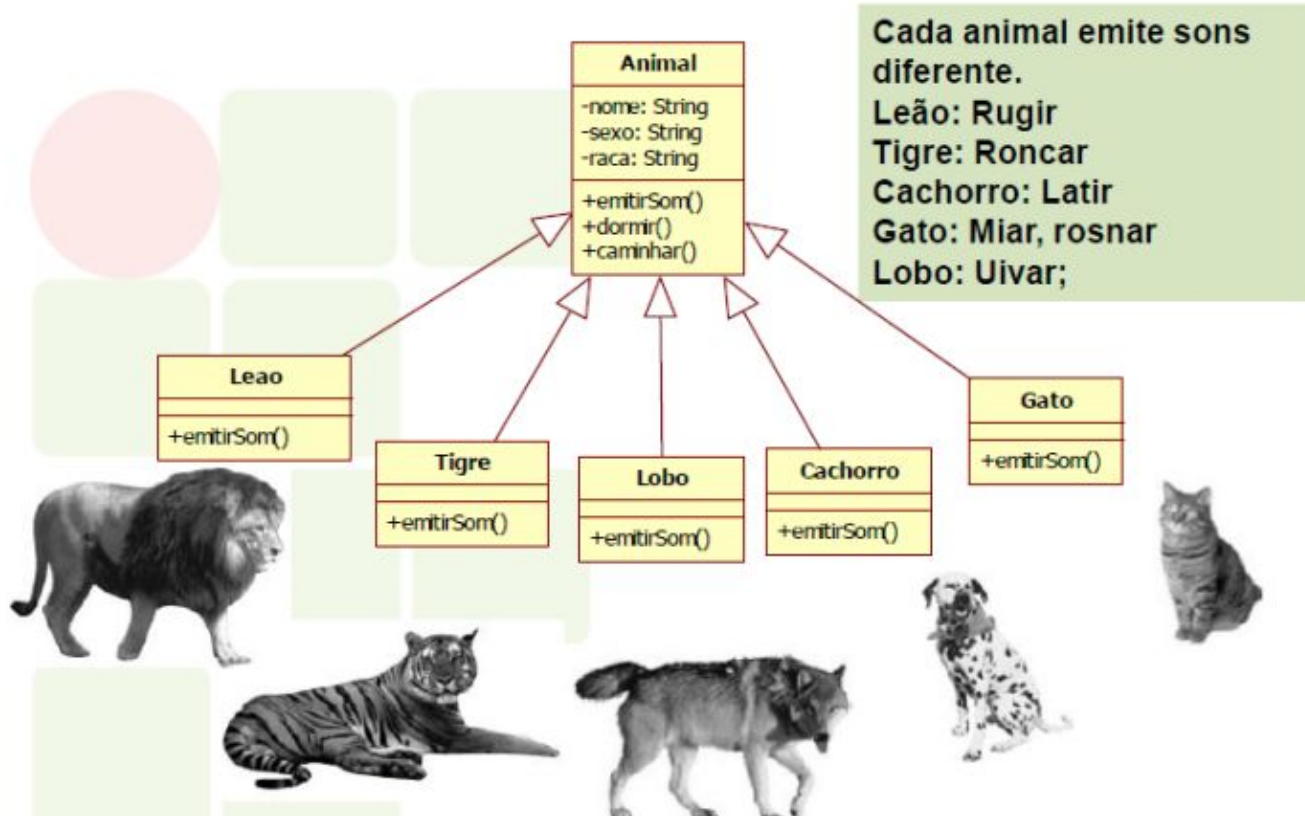 Cada animal emite sons
diferente.
Leão: Rugir
Tigre: Roncar
Cachorro: Latir
Gato: Miar, rosnar
Lobo: Uivar;
Animal
-nome: String
-sexo: String
-raca: String
+emitirSom()
+dormir()
+caminhar()
Leao
+emitirSom()
Tigre
+emitirSom()
Lobo
+emitirSom()
Cachorro
+emitirSom()
Gato
+emitirSom()